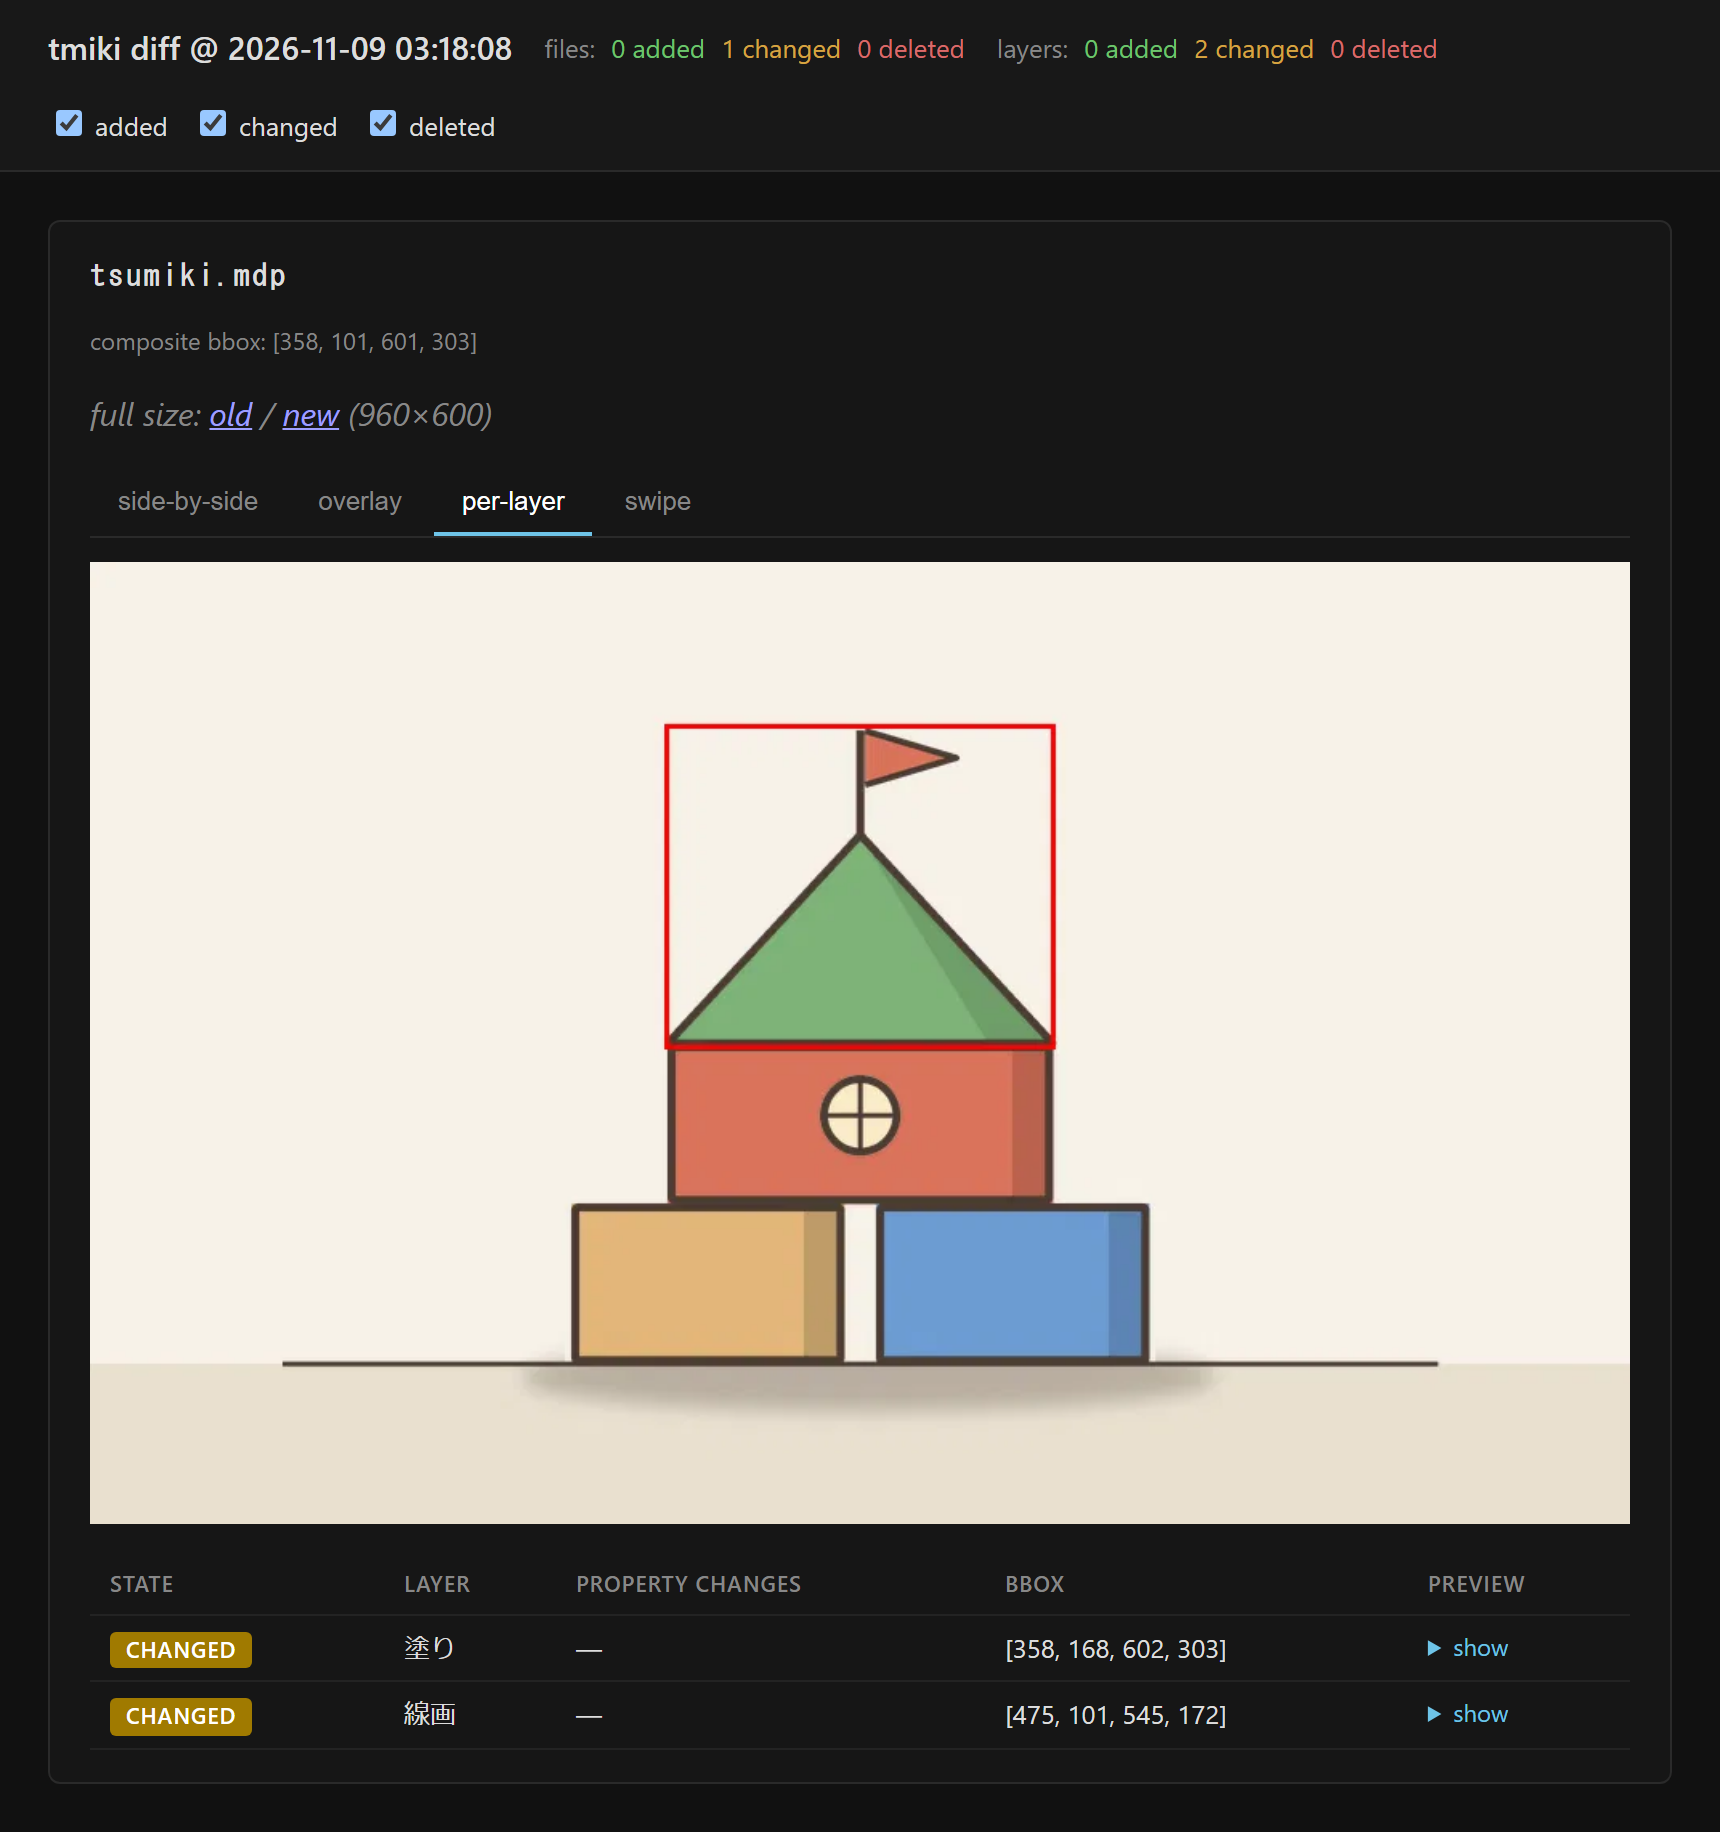 tmiki diff @ 2026-11-09 03:18:08 files: 0 added 1 changed 0 deleted layers: 0 added 2 changed 0 deleted
added changed deleted
tsumiki.mdp
composite bbox: [358, 101, 601, 303]
full size: old / new (960×600)
side-by-side overlay per-layer swipe
STATE LAYER PROPERTY CHANGES BBOX PREVIEW
CHANGED 塗り — [358, 168, 602, 303] ▶ show
CHANGED 線画 — [475, 101, 545, 172] ▶ show